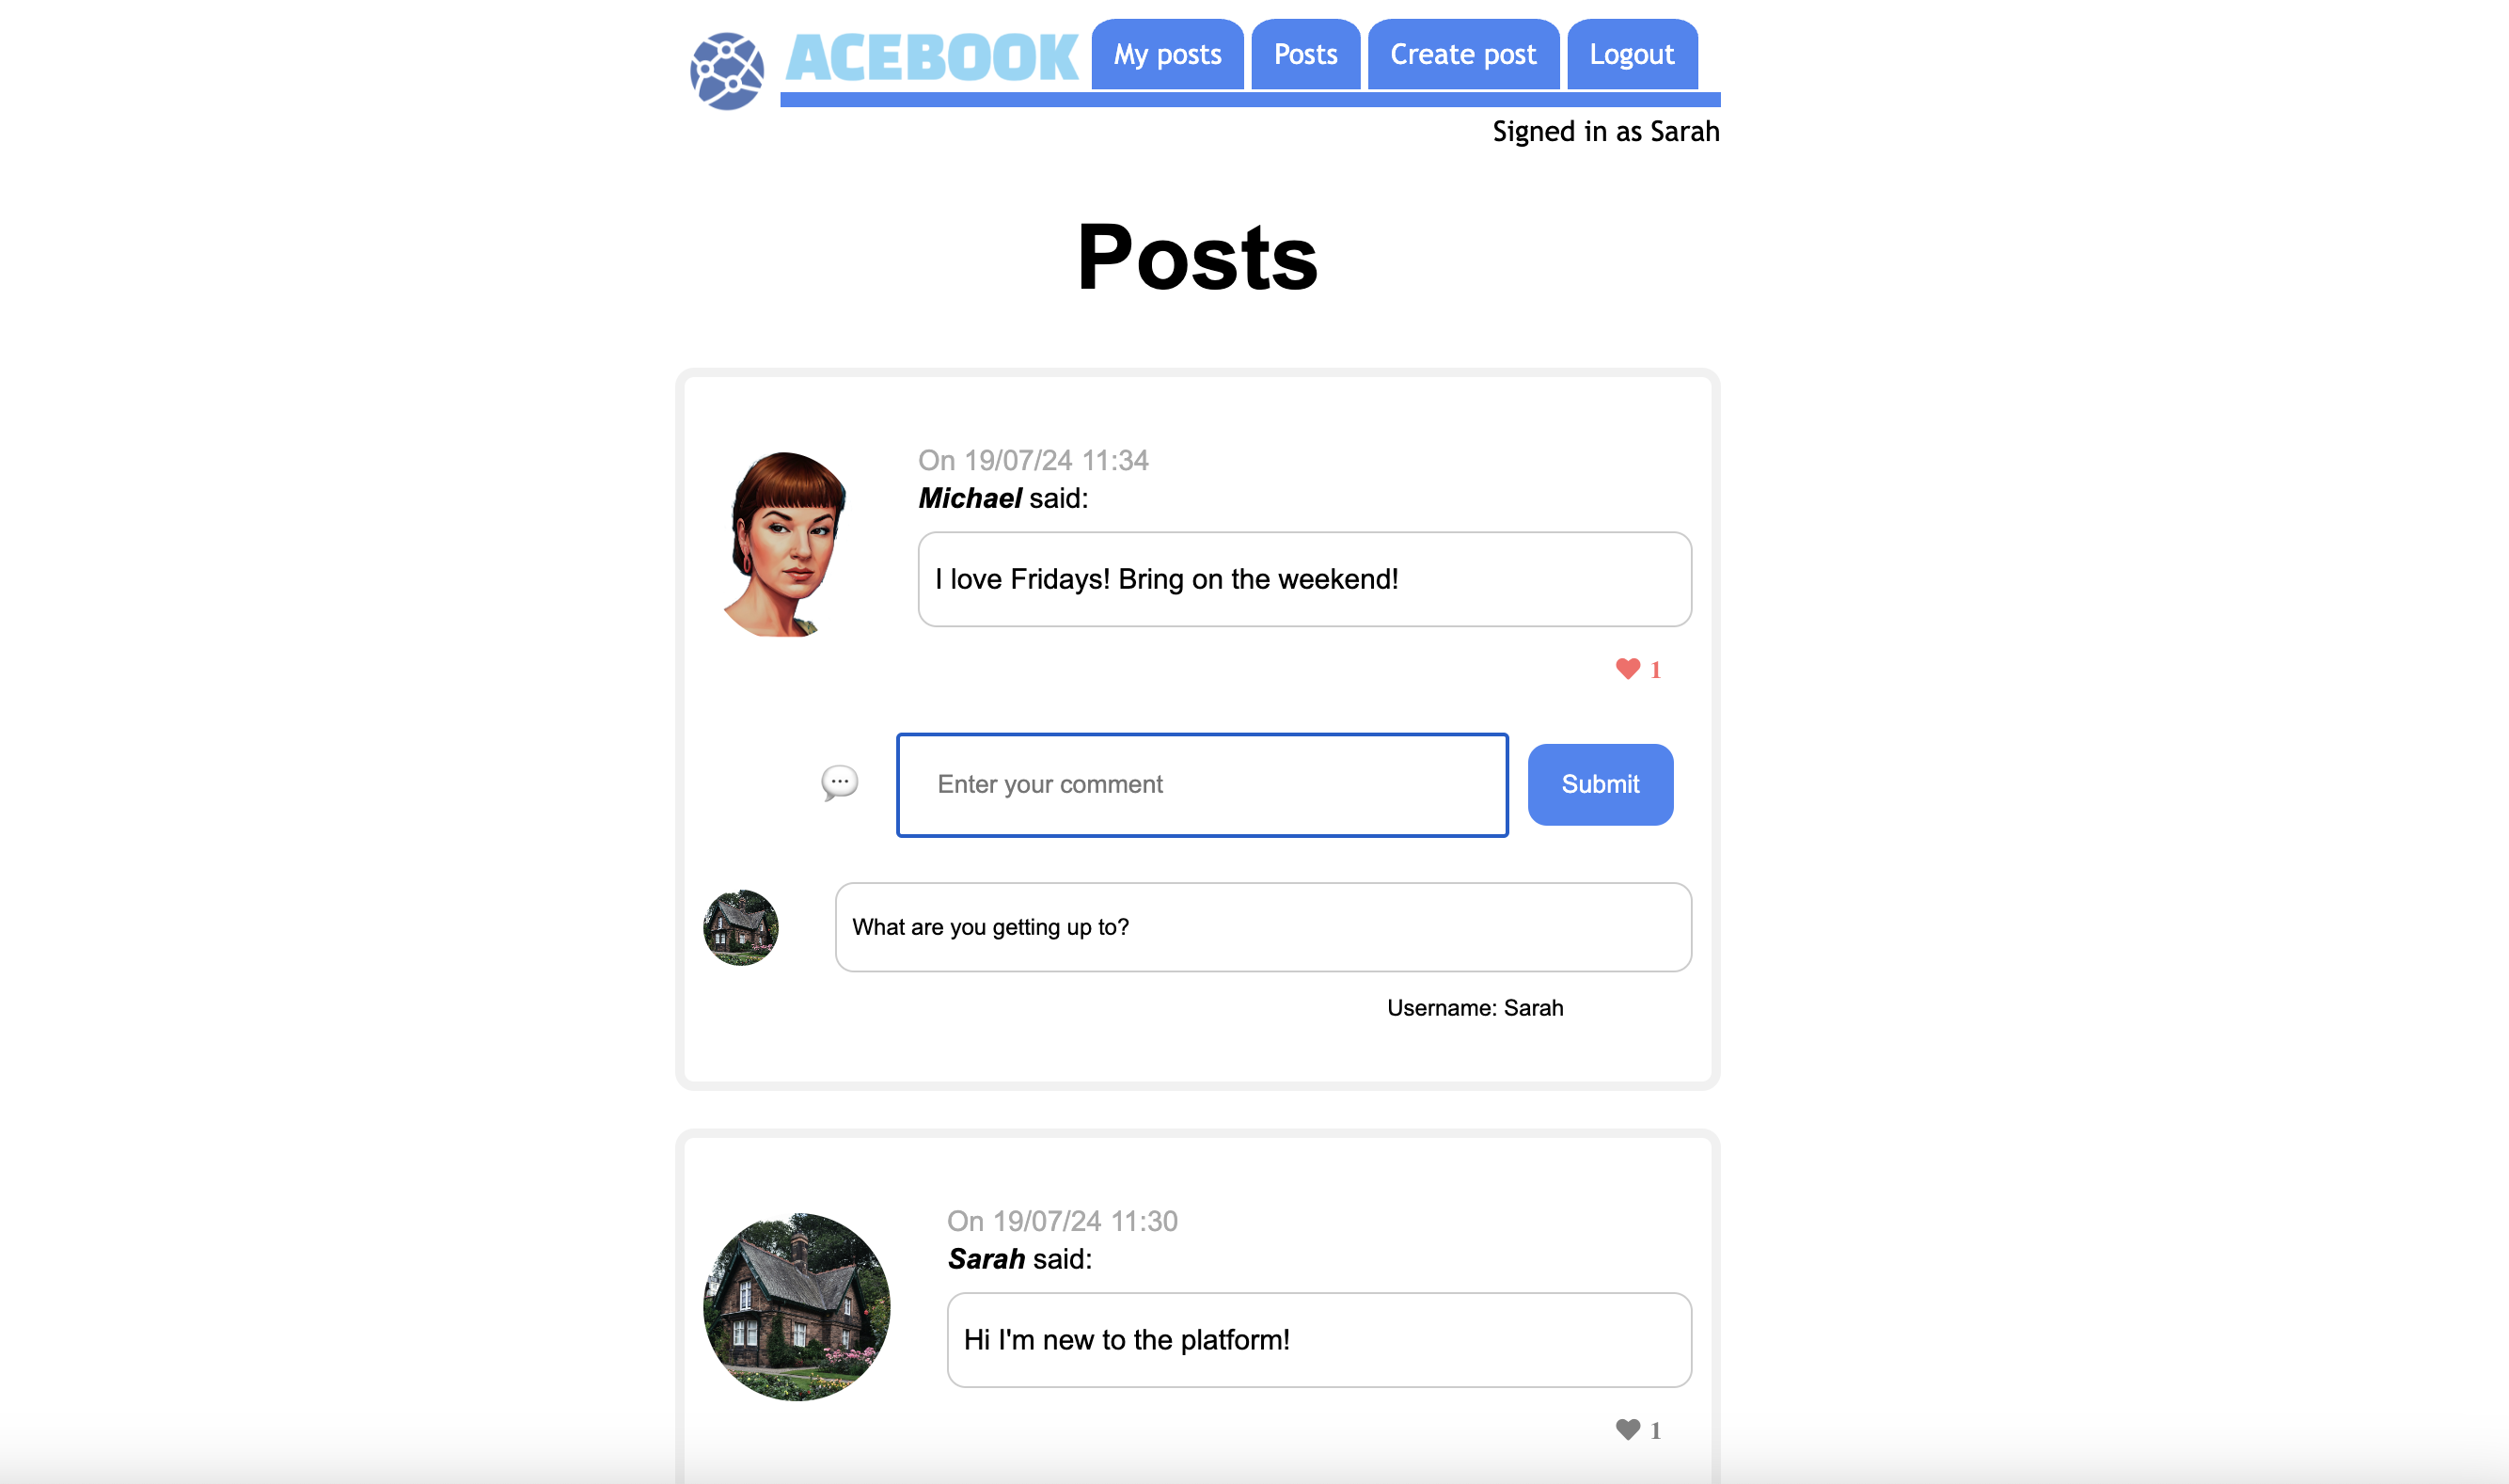 ACEBOOK
My posts
Posts
Create post
Logout
Signed in as Sarah
Posts
On 19/07/24 11:34
Michael said:
I love Fridays! Bring on the weekend!
1
Enter your comment
Submit
What are you getting up to?
Username: Sarah
On 19/07/24 11:30
Sarah said:
Hi I'm new to the platform!
1